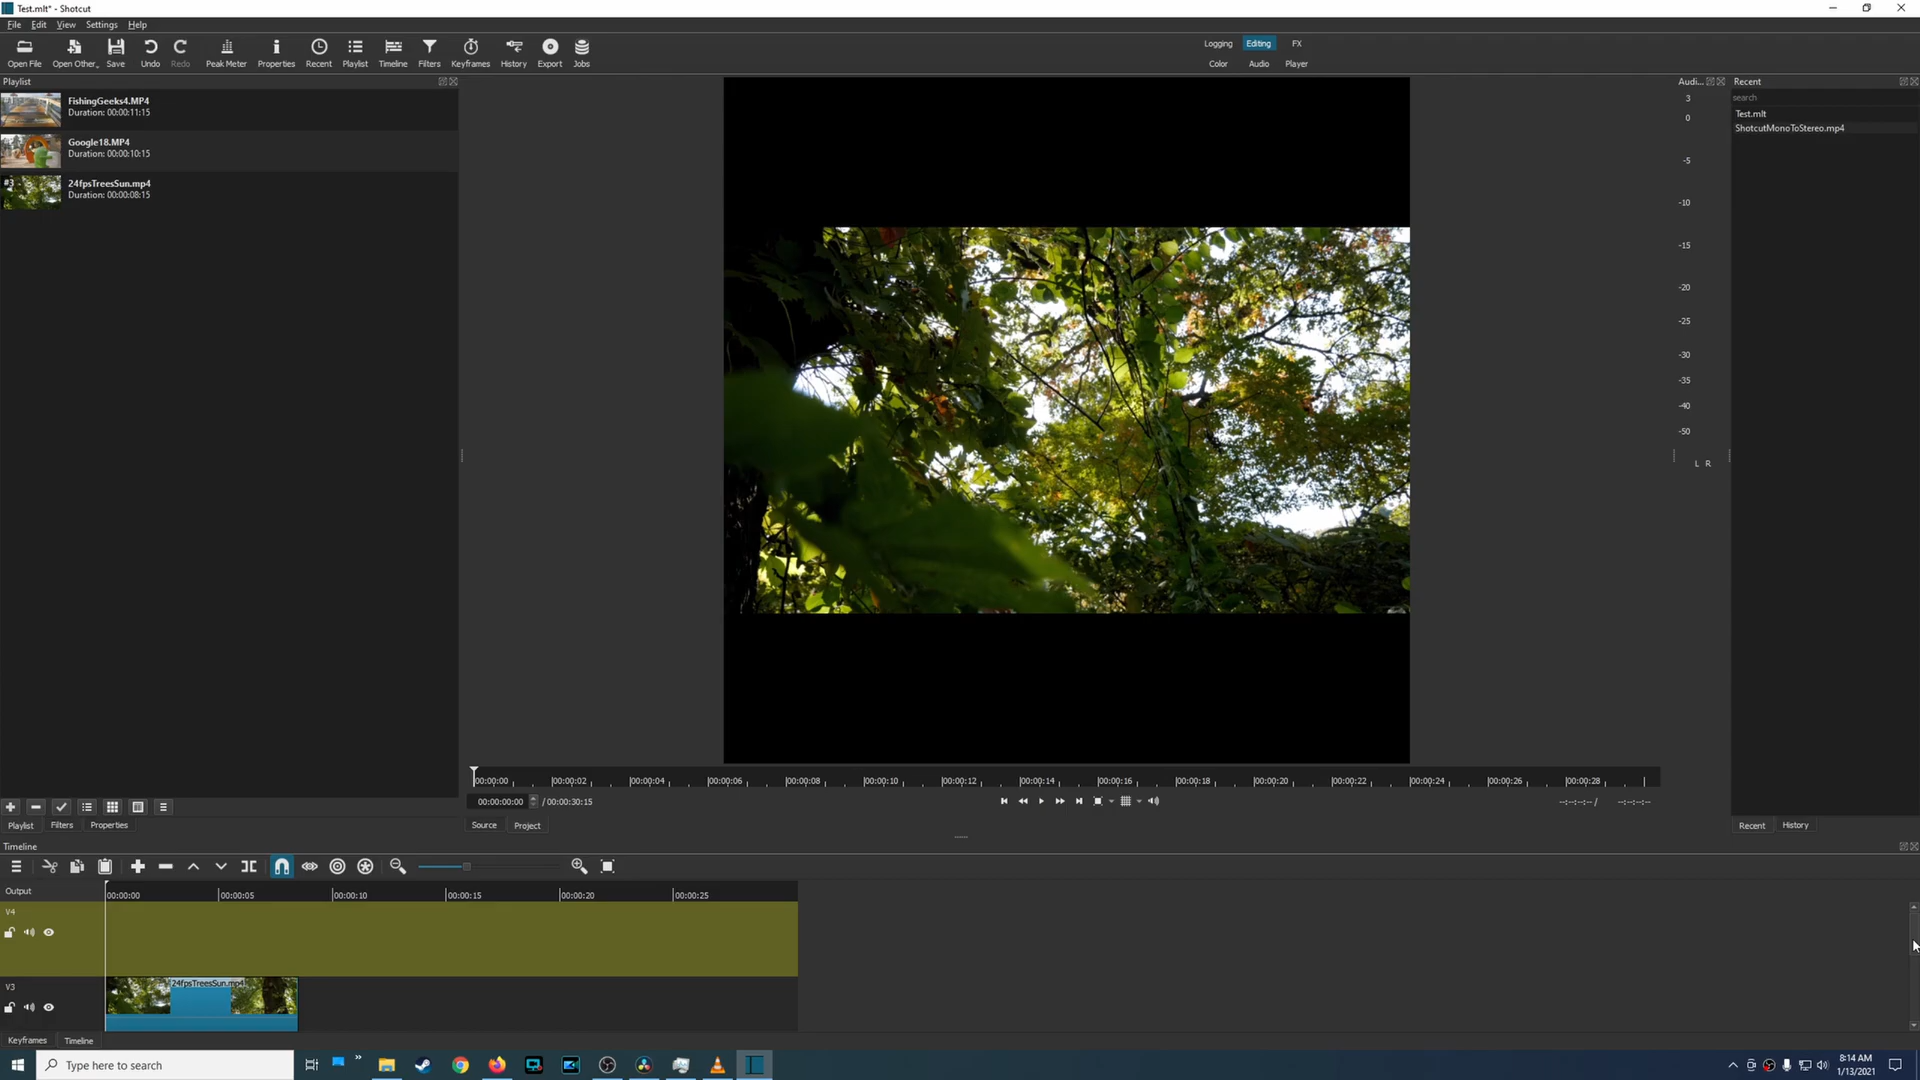 Test.mlt* - Shotcut
File Edit View Settings Help
Open File Open Other.. Save Undo Redo Peak Meter Properties Recent Playlist Timeline Filters Keyframes History Export Jobs
Logging Editing FX
Color Audio Player
Playlist
FishingGeeks4.MP4
Duration: 00:00:11:15
Google18.MP4
Duration: 00:00:10:15
#3
24fpsTreesSun.mp4
Duration: 00:00:08:15
Audi...
3
0
-5
-10
-15
-20
-25
-30
-35
-40
-50
L R
Recent
search
Test.mlt
ShotcutMonoToStereo.mp4
00:00:00 00:00:02 00:00:04 00:00:06 00:00:08 00:00:10 00:00:12 00:00:14 00:00:16 00:00:18 00:00:20 00:00:22 00:00:24 00:00:26 00:00:28
00:00:00:00 / 00:00:30:15
--:--:--:-- / --:--:--:--
Playlist Filters Properties
Source Project
Recent History
Timeline
Output
00:00:00 00:00:05 00:00:10 00:00:15 00:00:20 00:00:25
V4
V3
24fpsTreesSun.mp4
Keyframes Timeline
Type here to search
8:14 AM
1/13/2021